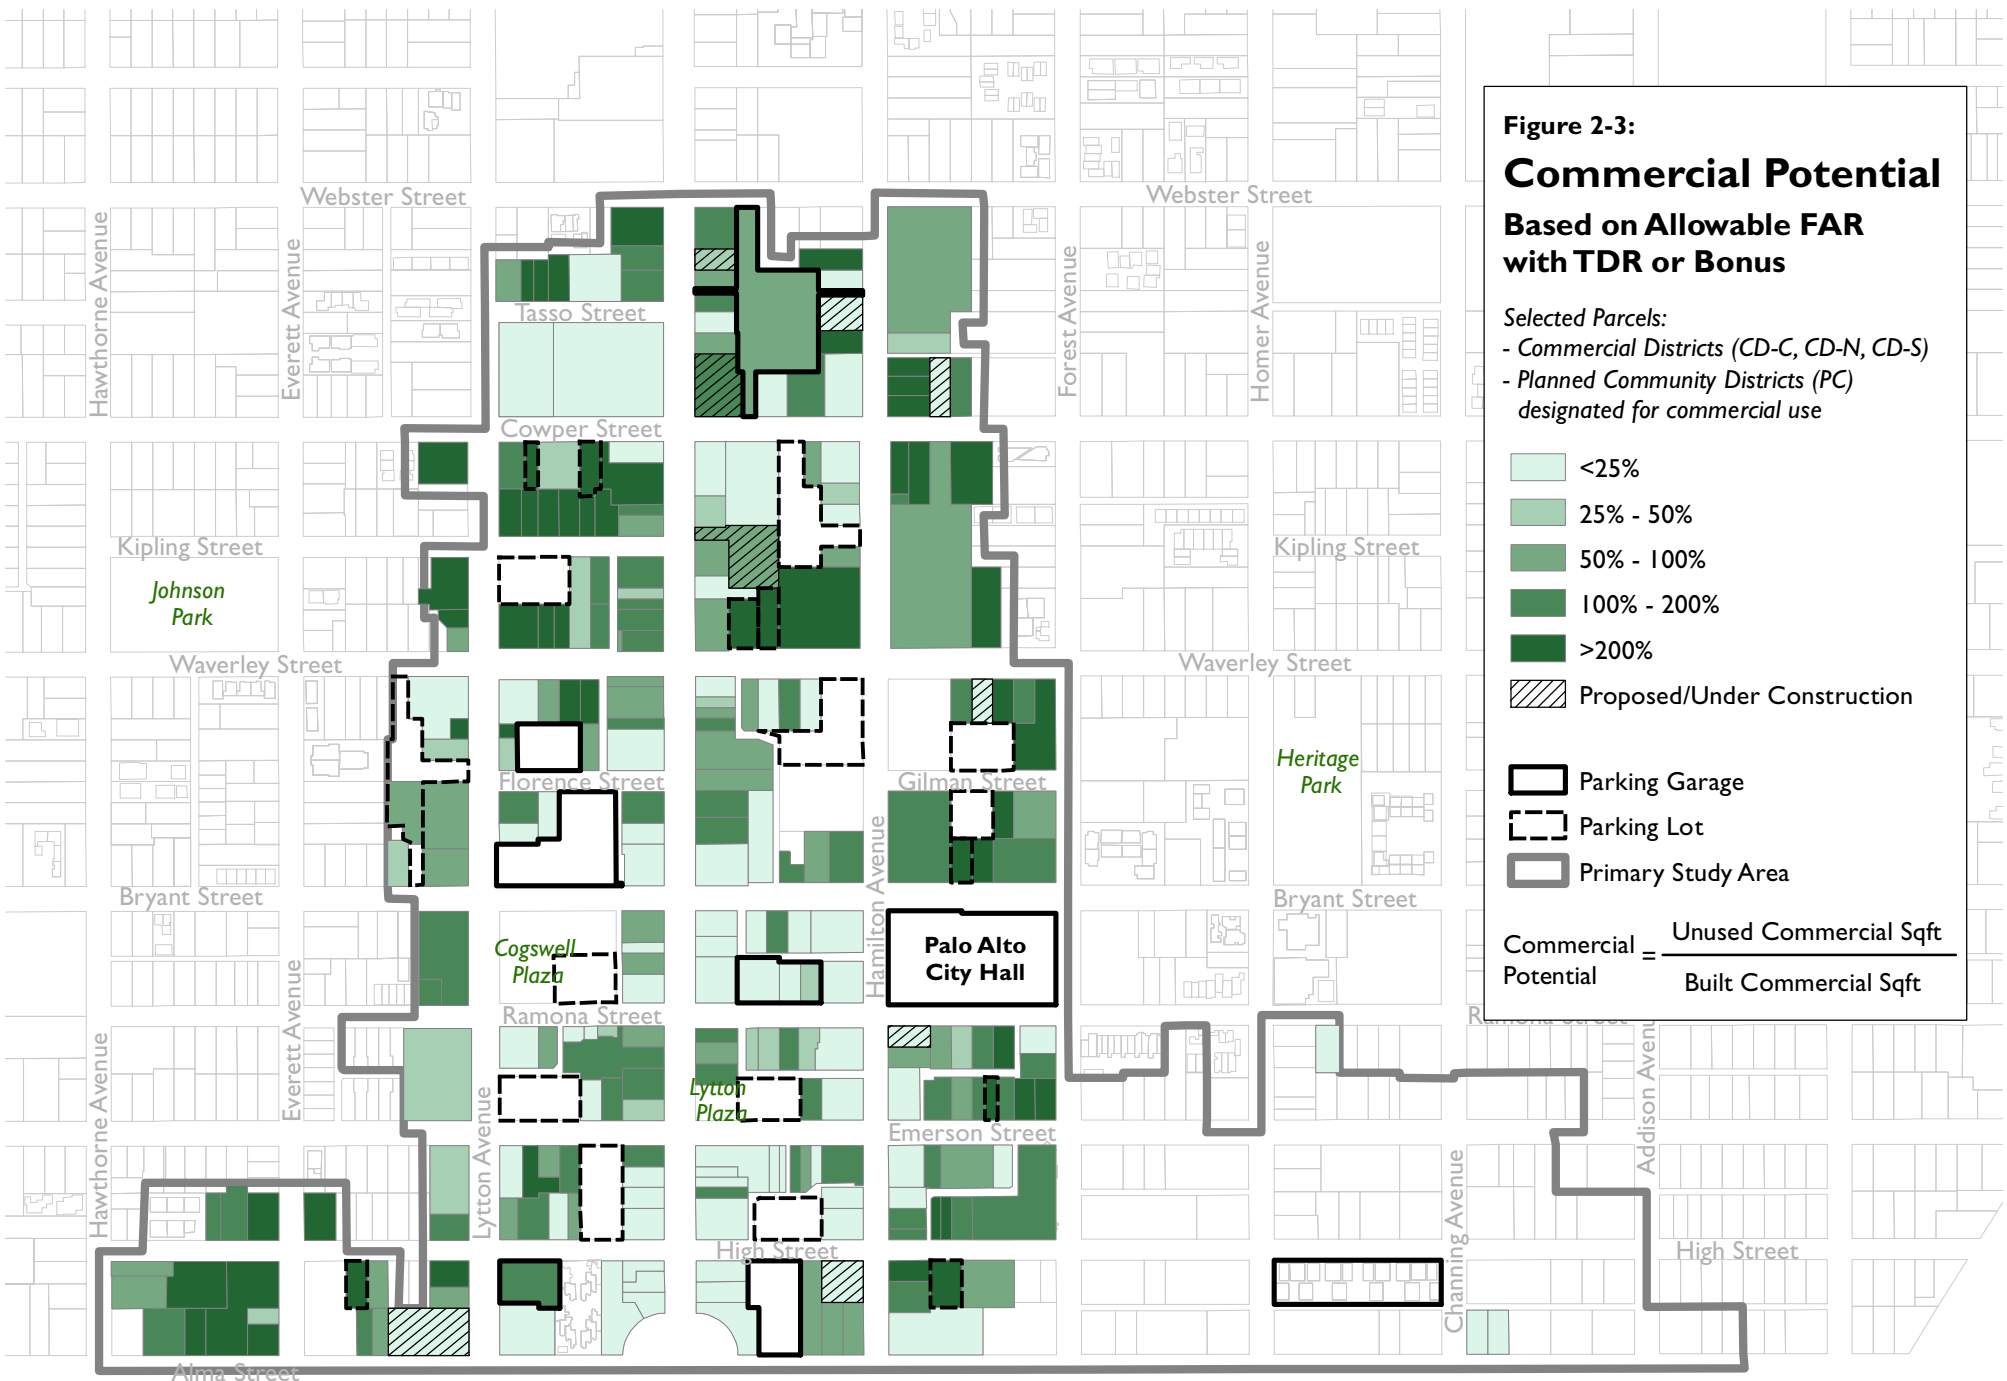 Webster Street
Webster Street
Hawthorne Avenue
Everett Avenue
Tasso Street
Forest Avenue
Homer Avenue
Cowper Street
Kipling Street
Kipling Street
Johnson
Park
Waverley Street
Waverley Street
Florence Street
Gilman Street
Heritage
Park
Hamilton Avenue
Bryant Street
Bryant Street
Cogswell
Plaza
Palo Alto
City Hall
Ramona Street
Ramona Street
Hawthorne Avenue
Everett Avenue
Lytton Avenue
Lytton
Plaza
Emerson Street
Channing Avenue
Addison Avenu
High Street
High Street
Alma Street
Figure 2-3:
Commercial Potential
Based on Allowable FAR
with TDR or Bonus
Selected Parcels:
- Commercial Districts (CD-C, CD-N, CD-S)
- Planned Community Districts (PC)
designated for commercial use
<25%
25% - 50%
50% - 100%
100% - 200%
>200%
Proposed/Under Construction
Parking Garage
Parking Lot
Primary Study Area
Commercial
Potential
=
Unused Commercial Sqft
Built Commercial Sqft